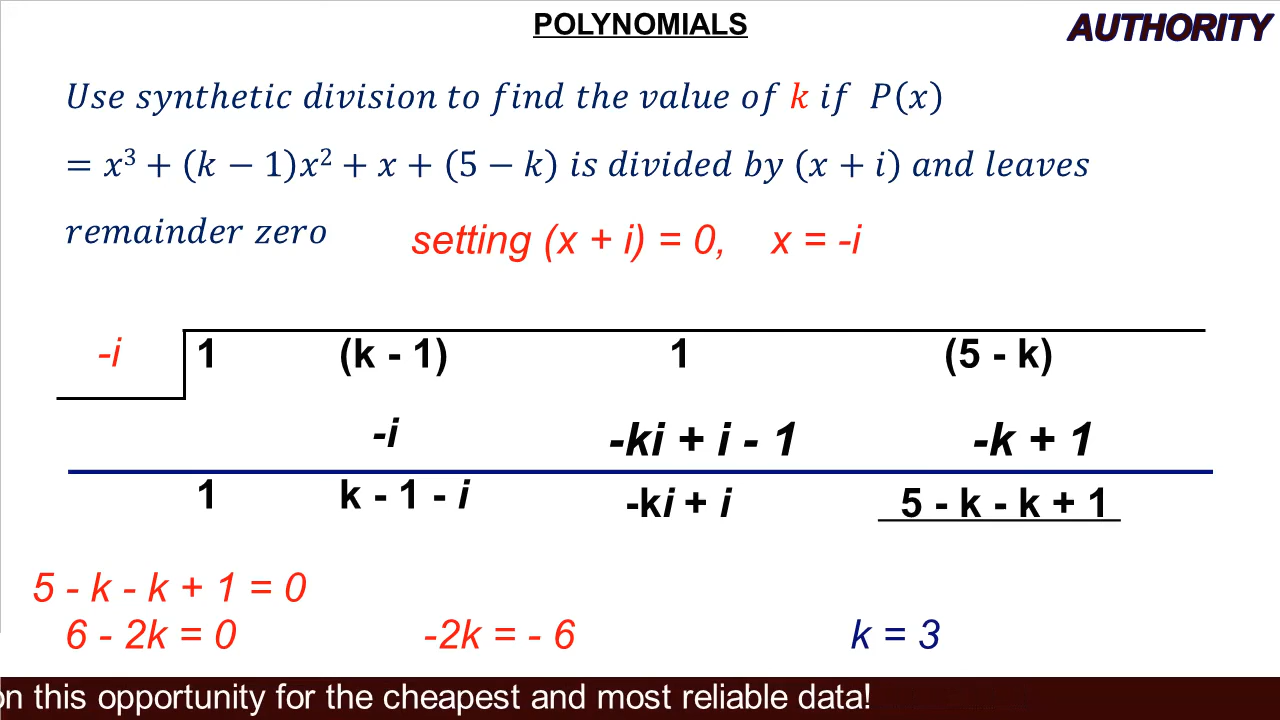 POLYNOMIALS
AUTHORITY
Use synthetic division to find the value of k if P(x)
= x³ + (k − 1)x² + x + (5 − k) is divided by (x + i) and leaves
remainder zero
setting (x + i) = 0, x = -i
-i 1 (k - 1) 1 (5 - k)
-i -ki + i - 1 -k + 1
1 k - 1 - i -ki + i 5 - k - k + 1
5 - k - k + 1 = 0
6 - 2k = 0 -2k = - 6 k = 3
on this opportunity for the cheapest and most reliable data!